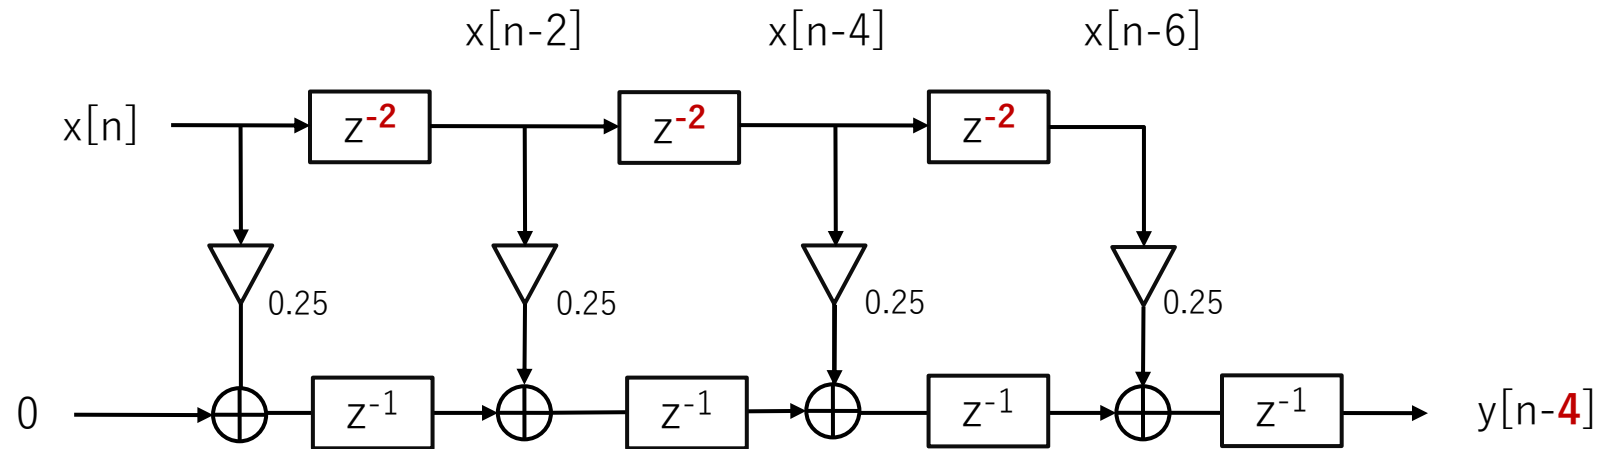 x[n-2] x[n-4] x[n-6]
x[n] z⁻² z⁻² z⁻²
0.25 0.25 0.25 0.25
0 z⁻¹ z⁻¹ z⁻¹ z⁻¹ y[n-4]